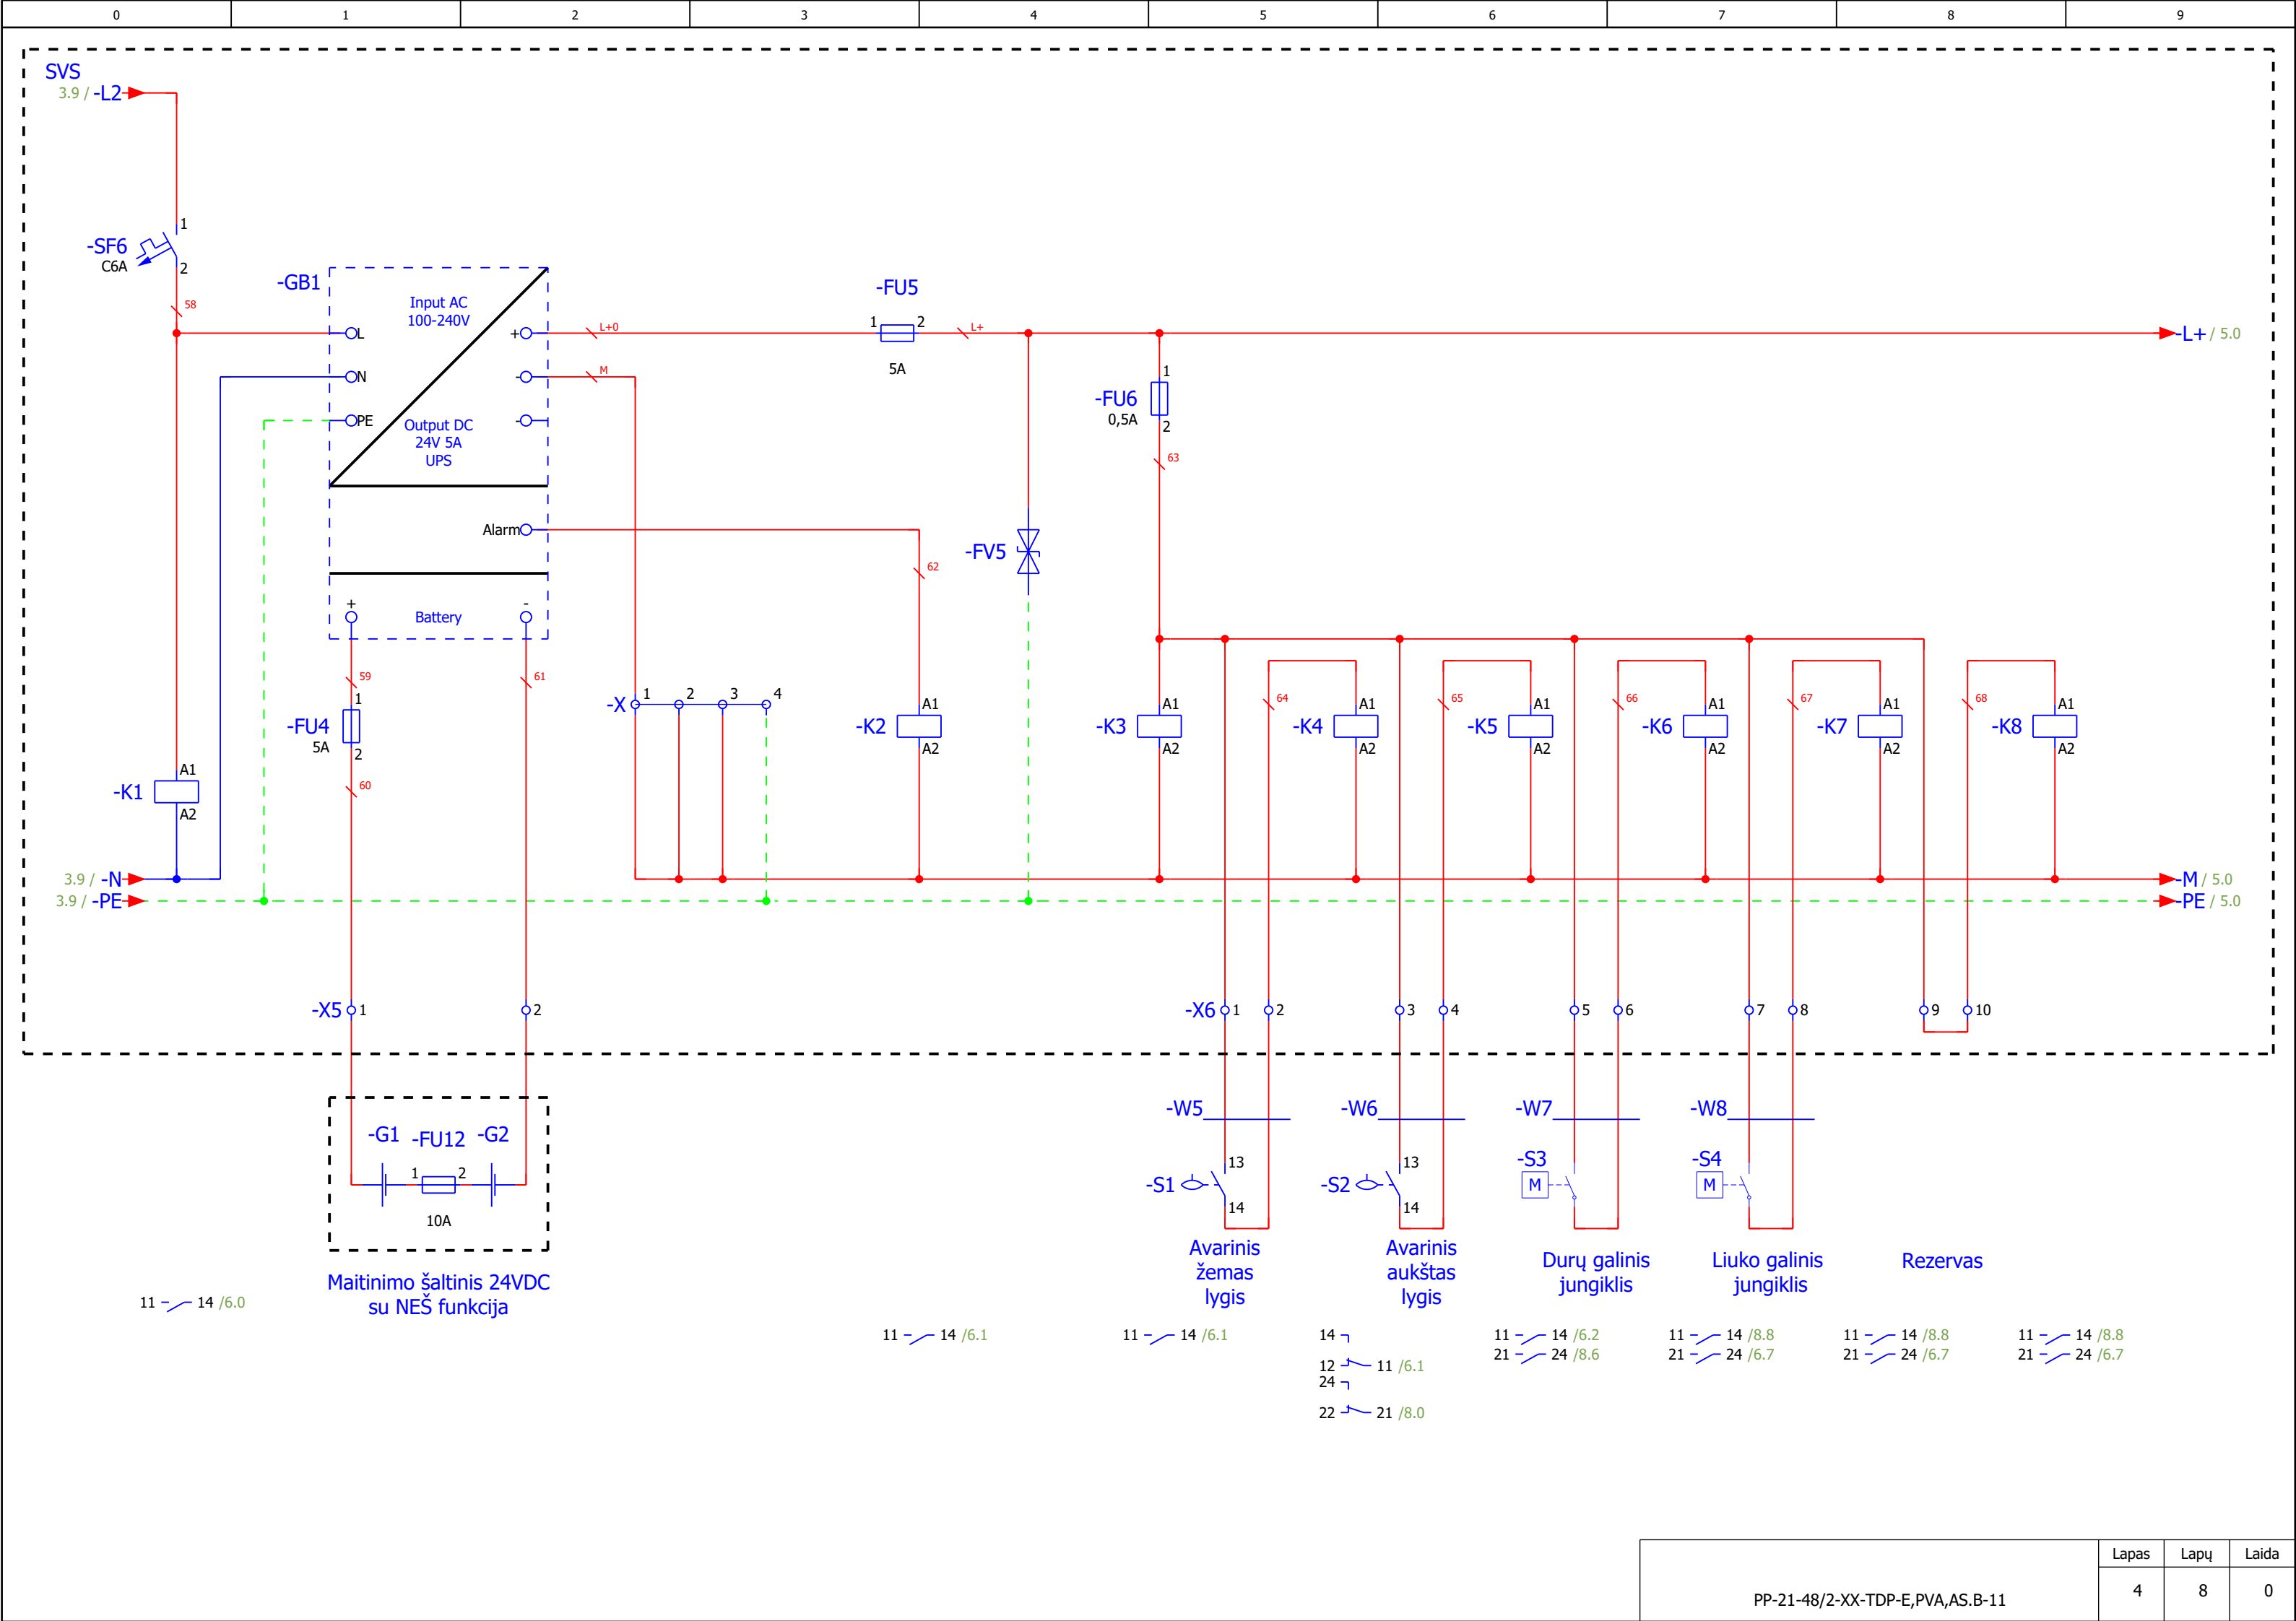 0 1 2 3 4 5 6 7 8 9
SVS
3.9 / -L2
1
-SF6
C6A
2
58
-GB1
Input AC
100-240V
L
N
PE
+
-
-
Output DC
24V 5A
UPS
Alarm
+
-
Battery
L+0
M
-FU5
1 2
5A
L+
-L+ / 5.0
1
-FU6
0,5A
2
63
-FV5
62
59
61
1
-FU4
5A
2
60
-X 1 2 3 4
A1
-K2
A2
A1
-K3
A2
64
A1
-K4
A2
65
A1
-K5
A2
66
A1
-K6
A2
67
A1
-K7
A2
68
A1
-K8
A2
A1
-K1
A2
3.9 / -N
3.9 / -PE
-M / 5.0
-PE / 5.0
-X5 1 2
-X6 1 2 3 4 5 6 7 8 9 10
-W5 -W6 -W7 -W8
-G1 -FU12 -G2
1 2
10A
13
-S1
14
13
-S2
14
-S3
M
-S4
M
Maitinimo šaltinis 24VDC
su NEŠ funkcija
Avarinis
žemas
lygis
Avarinis
aukštas
lygis
Durų galinis
jungiklis
Liuko galinis
jungiklis
Rezervas
11 14 /6.0
11 14 /6.1
11 14 /6.1
14
12 11 /6.1
24
22 21 /8.0
11 14 /6.2
21 24 /8.6
11 14 /8.8
21 24 /6.7
11 14 /8.8
21 24 /6.7
11 14 /8.8
21 24 /6.7
PP-21-48/2-XX-TDP-E,PVA,AS.B-11
Lapas Lapų Laida
4 8 0